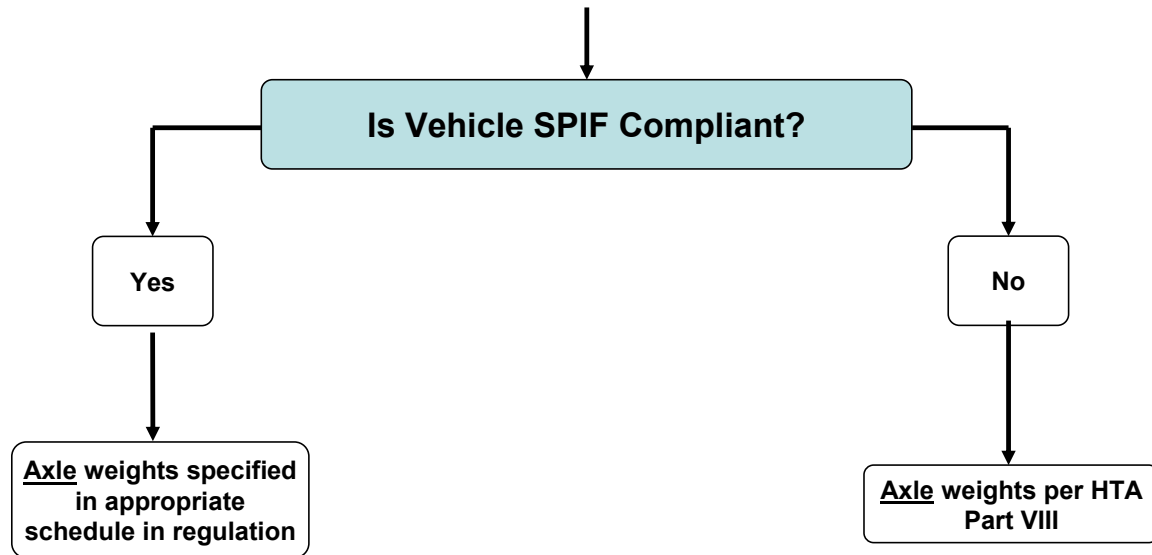 Is Vehicle SPIF Compliant?
Yes
No
Axle weights specified
in appropriate
schedule in regulation
Axle weights per HTA
Part VIII